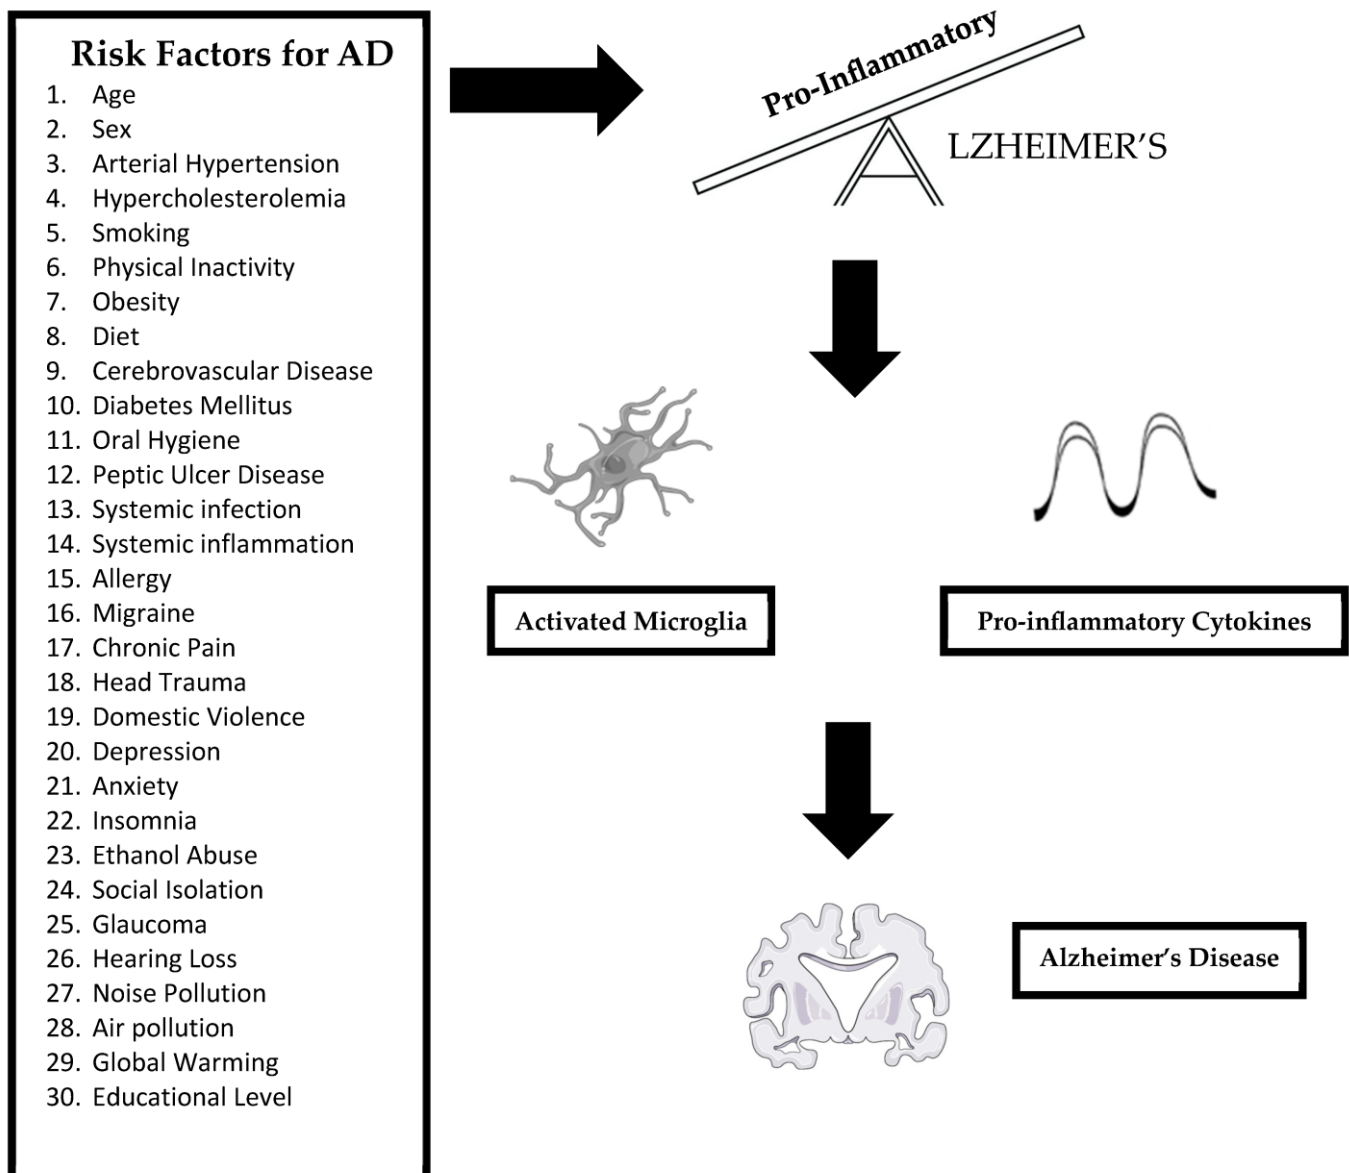 Risk Factors for AD
1. Age
2. Sex
3. Arterial Hypertension
4. Hypercholesterolemia
5. Smoking
6. Physical Inactivity
7. Obesity
8. Diet
9. Cerebrovascular Disease
10. Diabetes Mellitus
11. Oral Hygiene
12. Peptic Ulcer Disease
13. Systemic infection
14. Systemic inflammation
15. Allergy
16. Migraine
17. Chronic Pain
18. Head Trauma
19. Domestic Violence
20. Depression
21. Anxiety
22. Insomnia
23. Ethanol Abuse
24. Social Isolation
25. Glaucoma
26. Hearing Loss
27. Noise Pollution
28. Air pollution
29. Global Warming
30. Educational Level
Pro-Inflammatory
LZHEIMER’S
Activated Microglia
Pro-inflammatory Cytokines
Alzheimer’s Disease